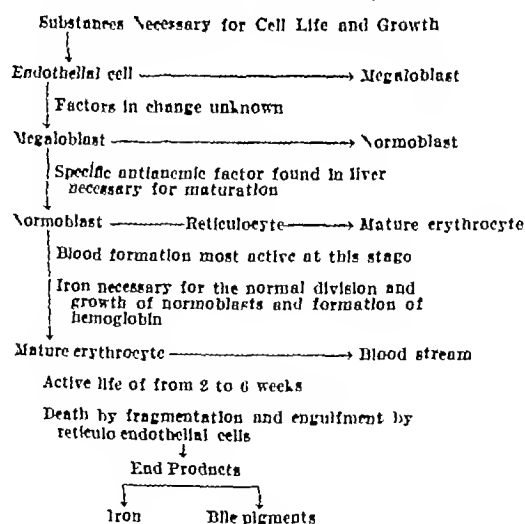 Substances Necessary for Cell Life and Growth
Endothelial cell Megaloblast
Factors in change unknown
Megaloblast Normoblast
Specific antianemic factor found in liver
necessary for maturation
Normoblast Reticulocyte Mature erythrocyte
Blood formation most active at this stage
Iron necessary for the normal division and
growth of normoblasts and formation of
hemoglobin
Mature erythrocyte Blood stream
Active life of from 2 to 6 weeks
Death by fragmentation and engulfment by
reticulo endothelial cells
End Products
Iron Bile pigments